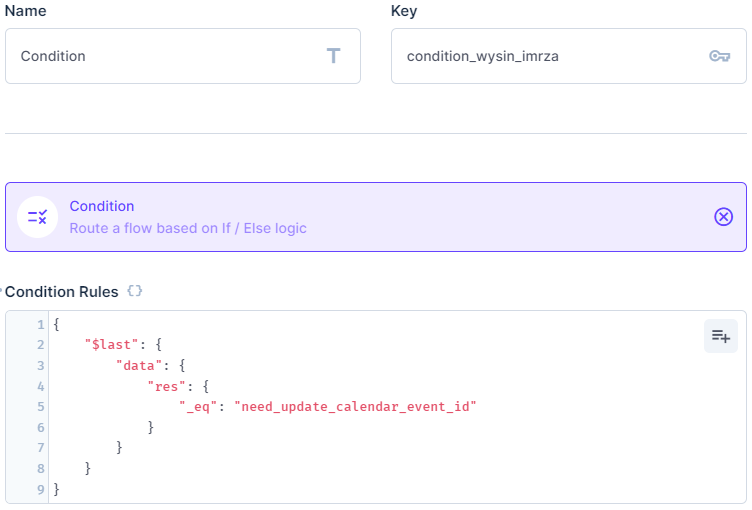 Name
Key
Condition
condition_wysin_imrza
Condition
Route a flow based on If / Else logic
Condition Rules {}
1 {
2     "$last": {
3         "data": {
4             "res": {
5                 "_eq": "need_update_calendar_event_id"
6             }
7         }
8     }
9 }